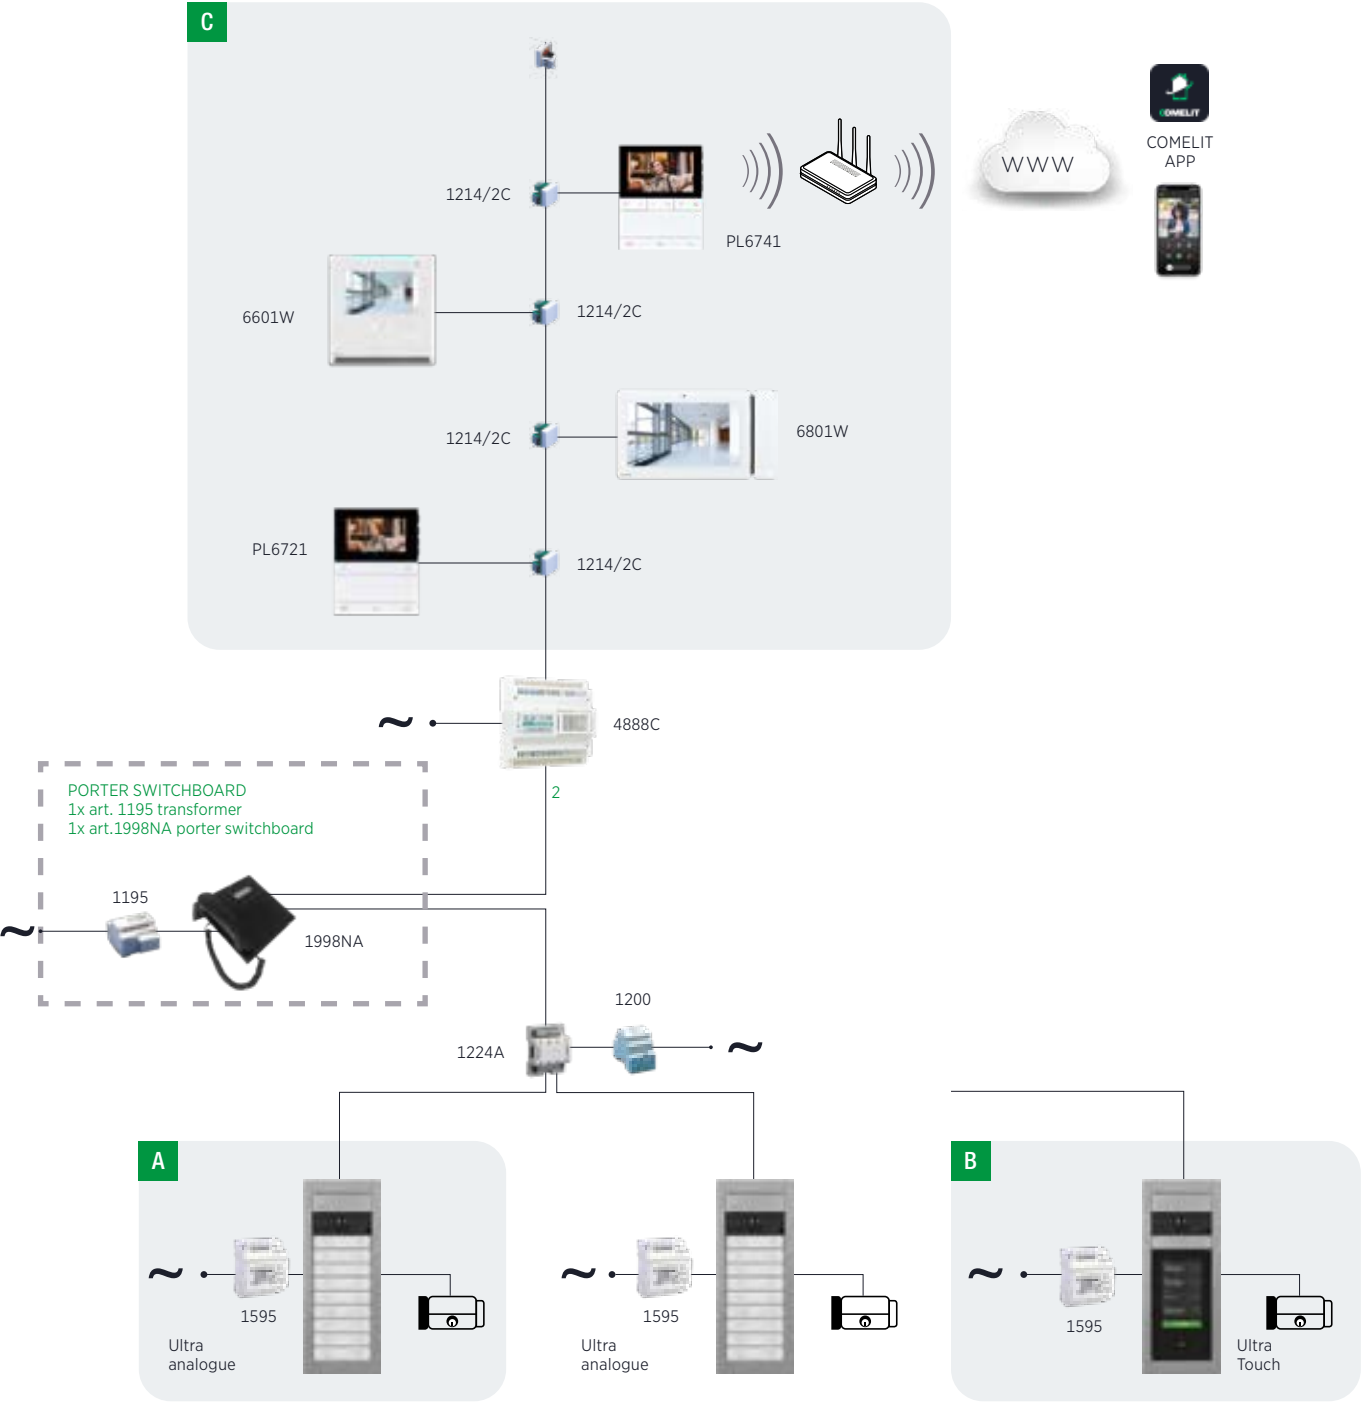 C
COMELIT
COMELIT
APP
WWW
1214/2C
PL6741
6601W
1214/2C
1214/2C
6801W
PL6721
1214/2C
4888C
2
PORTER SWITCHBOARD
1x art. 1195 transformer
1x art.1998NA porter switchboard
1195
1998NA
1200
1224A
A
1595
Ultra
analogue
1595
Ultra
analogue
B
1595
Ultra
Touch